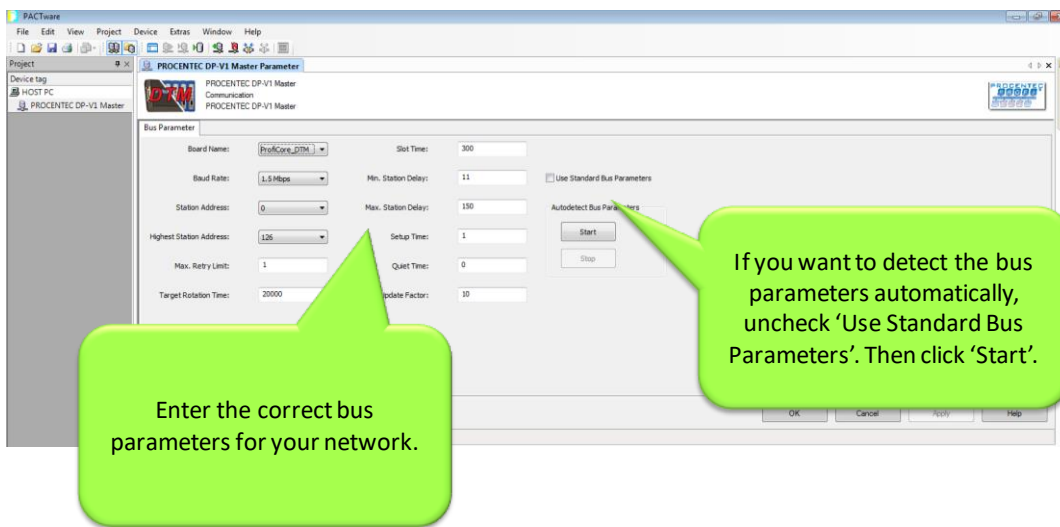 PACTware
File Edit View Project Device Extras Window Help
Project
PROCENTEC DP-V1 Master Parameter
Device tag
HOST PC
PROCENTEC DP-V1 Master
DTM
PROCENTEC DP-V1 Master
Communication
PROCENTEC DP-V1 Master
PROCENTEC
Bus Parameter
Board Name: ProfiCore_DTM Slot Time: 300
Baud Rate: 1.5 Mbps Min. Station Delay: 11 Use Standard Bus Parameters
Station Address: 0 Max. Station Delay: 150 Autodetect Bus Parameters
Highest Station Address: 126 Setup Time: 1 Start
Max. Retry Limit: 1 Quiet Time: 0 Stop
Target Rotation Time: 20000 Update Factor: 10
If you want to detect the bus
parameters automatically,
uncheck ‘Use Standard Bus
Parameters’. Then click ‘Start’.
Enter the correct bus
parameters for your network.
OK Cancel Apply Help